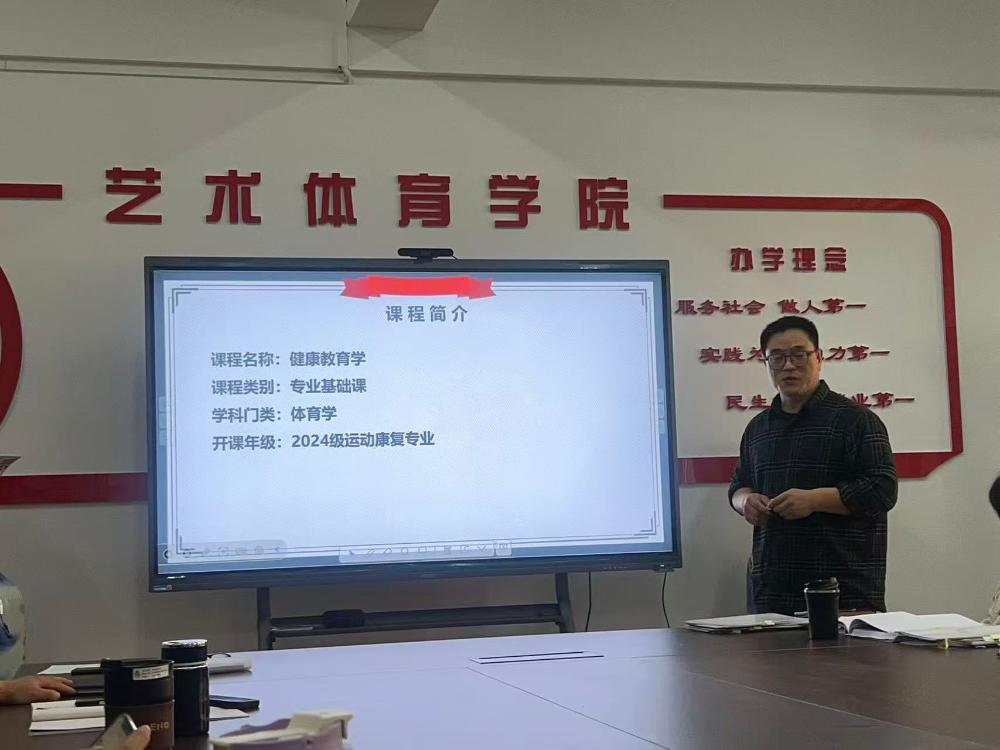 艺术体育学院
办学理念
服务社会 做人第一
实践为 力第一
民生 业第一
课程简介
课程名称：健康教育学
课程类别：专业基础课
学科门类：体育学
开课年级：2024级运动康复专业